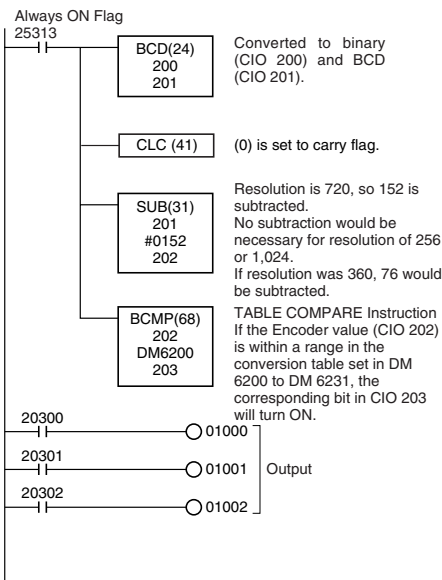 Always ON Flag
25313
BCD(24)
200
201
Converted to binary
(CIO 200) and BCD
(CIO 201).
CLC (41)
(0) is set to carry flag.
SUB(31)
201
#0152
202
Resolution is 720, so 152 is
subtracted.
No subtraction would be
necessary for resolution of 256
or 1,024.
If resolution was 360, 76 would
be subtracted.
BCMP(68)
202
DM6200
203
TABLE COMPARE Instruction
If the Encoder value (CIO 202)
is within a range in the
conversion table set in DM
6200 to DM 6231, the
corresponding bit in CIO 203
will turn ON.
20300
01000
20301
01001
Output
20302
01002